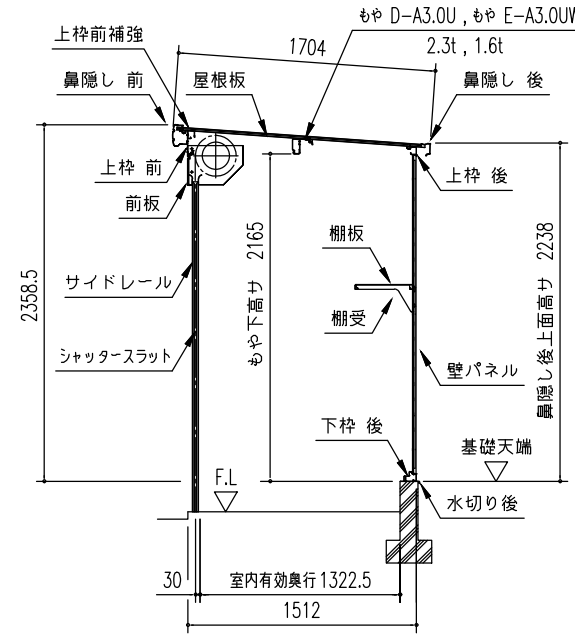 もや D-A3.0U , もや E-A3.0UW
2.3t , 1.6t
上枠前補強
1704
鼻隠し 前
屋根板
鼻隠し 後
上枠 前
上枠 後
前板
2358.5
もや下高サ 2165
鼻隠し後上面高サ 2238
棚板
サイドレール
棚受
シャッタースラット
壁パネル
下枠 後
基礎天端
F.L
水切り後
30
室内有効奥行1322.5
1512